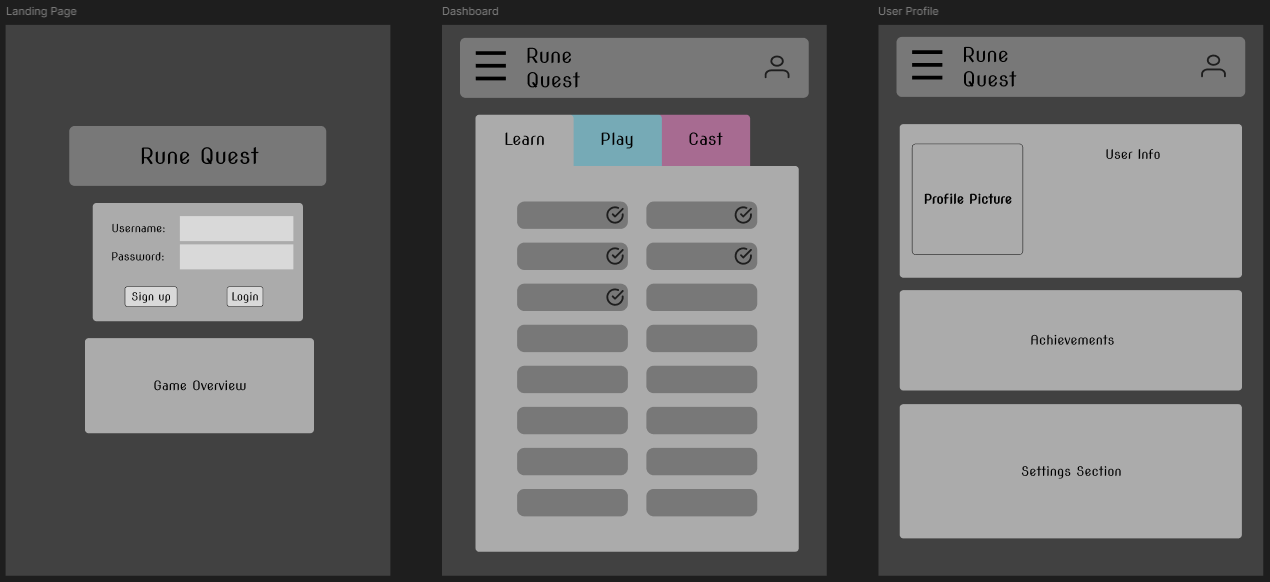 Landing Page
Rune Quest
Username:
Password:
Sign up
Login
Game Overview
Dashboard
Rune
Quest
Learn
Play
Cast
User Profile
Rune
Quest
Profile Picture
User Info
Achievements
Settings Section